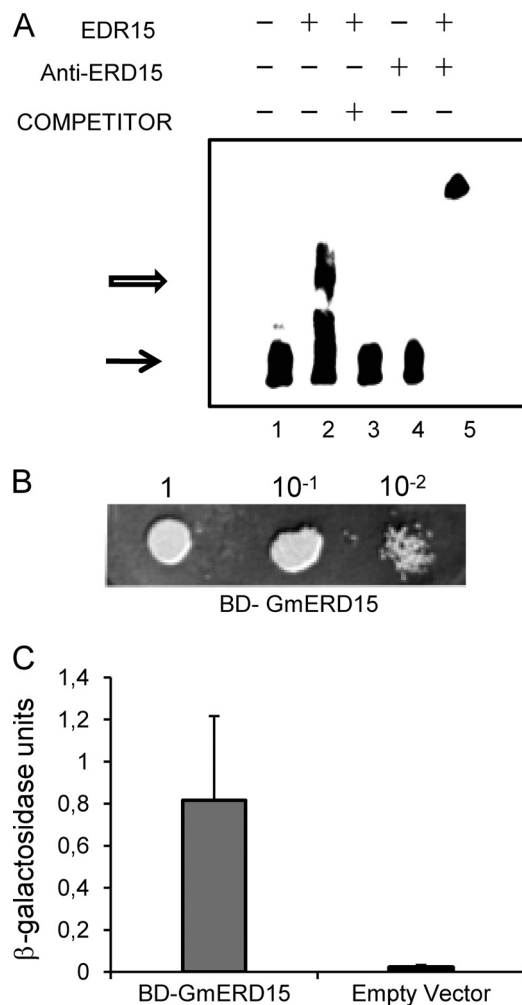 A
EDR15 − + + − +
Anti-ERD15 − − − + +
COMPETITOR − − + − −
1 2 3 4 5
B
1 10⁻¹ 10⁻²
BD- GmERD15
C
β-galactosidase units
1,4
1,2
1
0,8
0,6
0,4
0,2
0
BD-GmERD15 Empty Vector